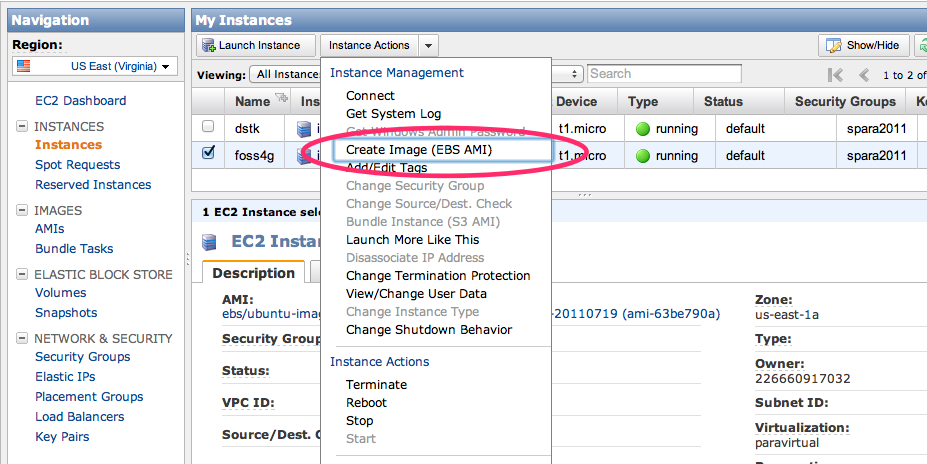 Navigation
Region:
US East (Virginia)
EC2 Dashboard
INSTANCES
Instances
Spot Requests
Reserved Instances
IMAGES
AMIs
Bundle Tasks
ELASTIC BLOCK STORE
Volumes
Snapshots
NETWORK & SECURITY
Security Groups
Elastic IPs
Placement Groups
Load Balancers
Key Pairs
My Instances
Launch Instance Instance Actions Show/Hide
Viewing: All Instanc Search 1 to 2 of
Name Ins Device Type Status Security Groups Ke
dstk i t1.micro running default spara2011
foss4g i t1.micro running default spara2011
Instance Management
Connect
Get System Log
Get Windows Admin Password
Create Image (EBS AMI)
Add/Edit Tags
Change Security Group
Change Source/Dest. Check
Bundle Instance (S3 AMI)
Launch More Like This
Disassociate IP Address
Change Termination Protection
View/Change User Data
Change Instance Type
Change Shutdown Behavior
Instance Actions
Terminate
Reboot
Stop
Start
1 EC2 Instance sele
EC2 Instan
Description
AMI:
ebs/ubuntu-imag -20110719 (ami-63be790a)
Security Group
Status:
VPC ID:
Source/Dest. C
Zone:
us-east-1a
Type:
Owner:
226660917032
Subnet ID:
Virtualization:
paravirtual